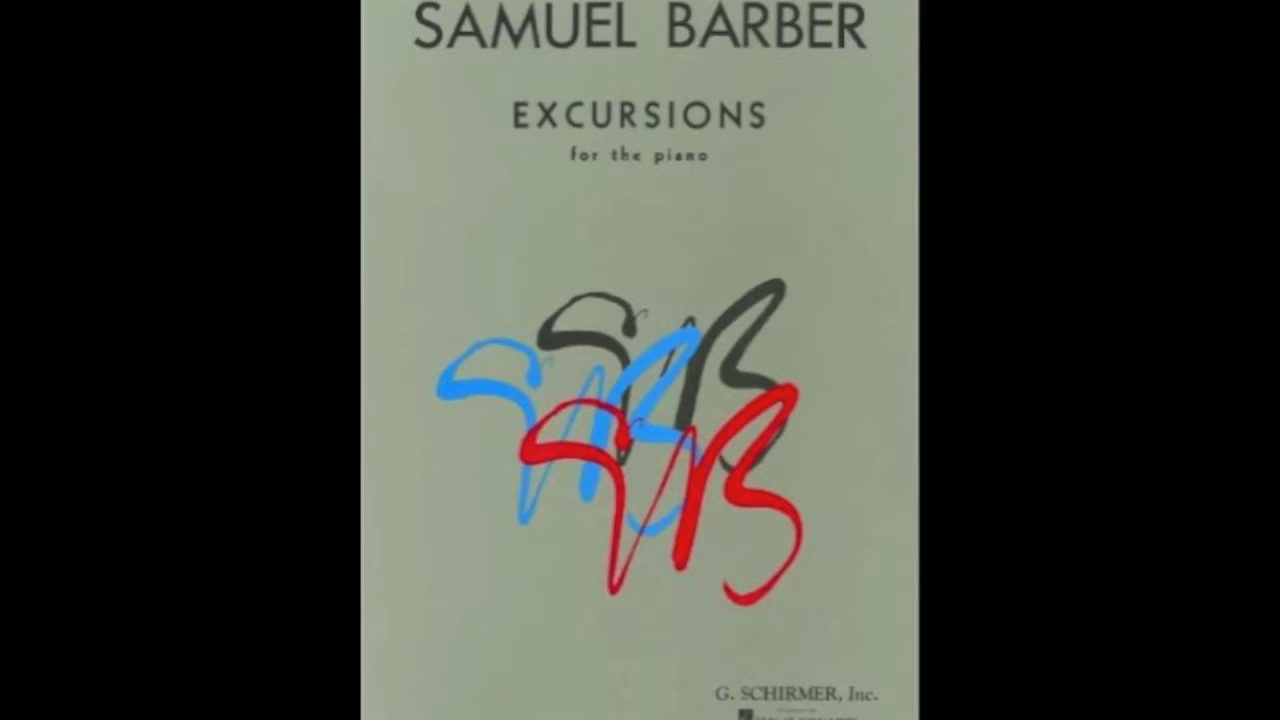 SAMUEL BARBER
EXCURSIONS
for the piano
G. SCHIRMER, Inc.